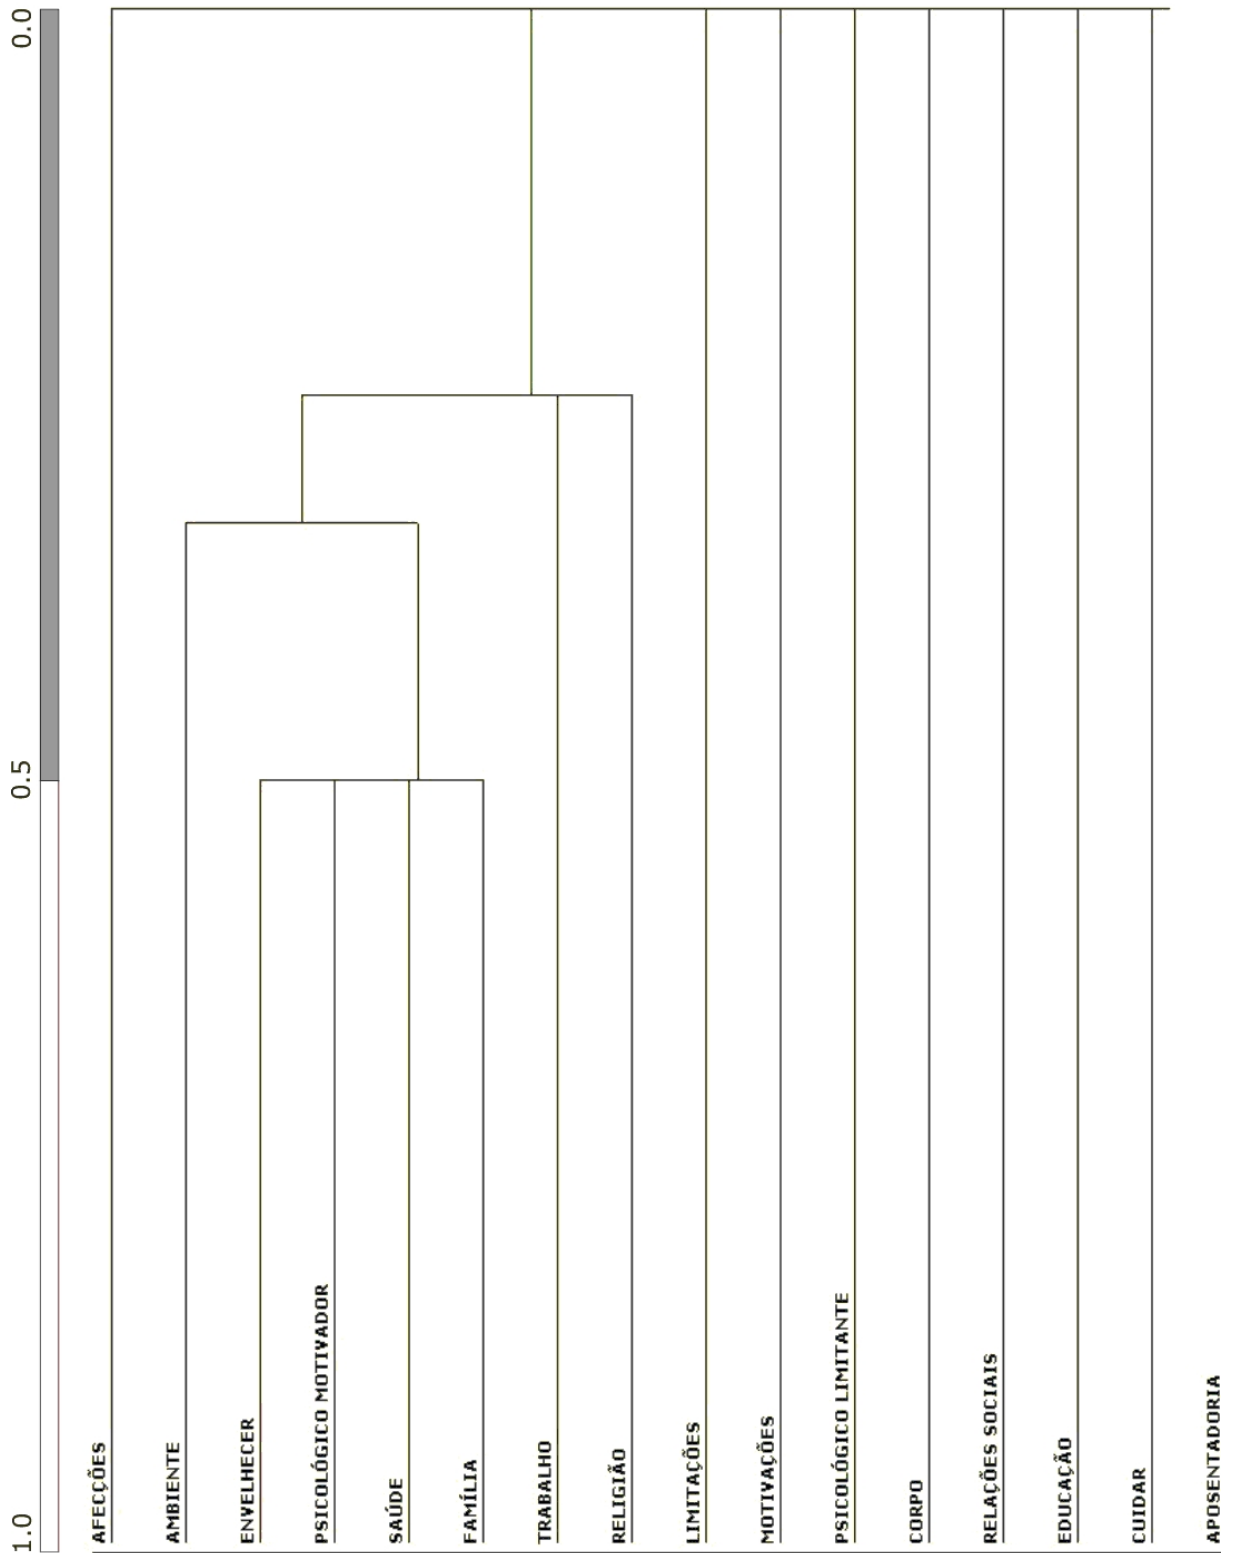 0.0
0.5
1.0
AFECÇÕES
AMBIENTE
ENVELHECER
PSICOLÓGICO MOTIVADOR
SAÚDE
FAMÍLIA
TRABALHO
RELIGIÃO
LIMITAÇÕES
MOTIVAÇÕES
PSICOLÓGICO LIMITANTE
CORPO
RELAÇÕES SOCIAIS
EDUCAÇÃO
CUIDAR
APOSENTADORIA